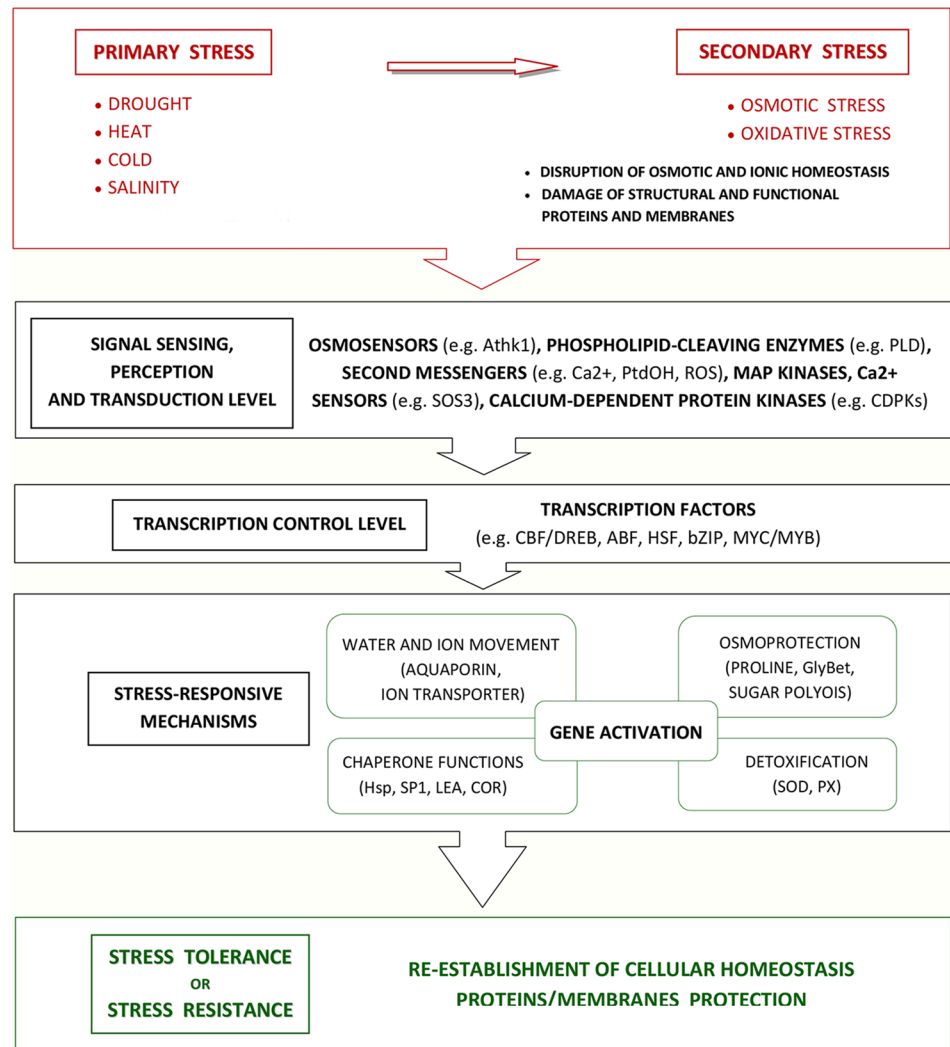 PRIMARY STRESS
• DROUGHT
• HEAT
• COLD
• SALINITY
SECONDARY STRESS
• OSMOTIC STRESS
• OXIDATIVE STRESS
• DISRUPTION OF OSMOTIC AND IONIC HOMEOSTASIS
• DAMAGE OF STRUCTURAL AND FUNCTIONAL
PROTEINS AND MEMBRANES
SIGNAL SENSING,
PERCEPTION
AND TRANSDUCTION LEVEL
OSMOSENSORS (e.g. Athk1), PHOSPHOLIPID-CLEAVING ENZYMES (e.g. PLD),
SECOND MESSENGERS (e.g. Ca2+, PtdOH, ROS), MAP KINASES, Ca2+
SENSORS (e.g. SOS3), CALCIUM-DEPENDENT PROTEIN KINASES (e.g. CDPKs)
TRANSCRIPTION CONTROL LEVEL
TRANSCRIPTION FACTORS
(e.g. CBF/DREB, ABF, HSF, bZIP, MYC/MYB)
STRESS-RESPONSIVE
MECHANISMS
WATER AND ION MOVEMENT
(AQUAPORIN,
ION TRANSPORTER)
OSMOPROTECTION
(PROLINE, GlyBet,
SUGAR POLYOIS)
GENE ACTIVATION
CHAPERONE FUNCTIONS
(Hsp, SP1, LEA, COR)
DETOXIFICATION
(SOD, PX)
STRESS TOLERANCE
OR
STRESS RESISTANCE
RE-ESTABLISHMENT OF CELLULAR HOMEOSTASIS
PROTEINS/MEMBRANES PROTECTION